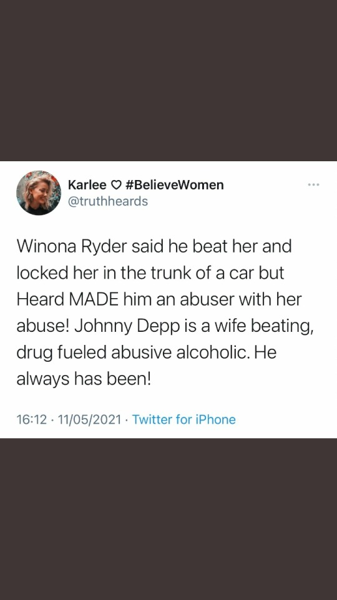 Karlee ♡ #BelieveWomen
@truthheards
Winona Ryder said he beat her and
locked her in the trunk of a car but
Heard MADE him an abuser with her
abuse! Johnny Depp is a wife beating,
drug fueled abusive alcoholic. He
always has been!
16:12 · 11/05/2021 · Twitter for iPhone